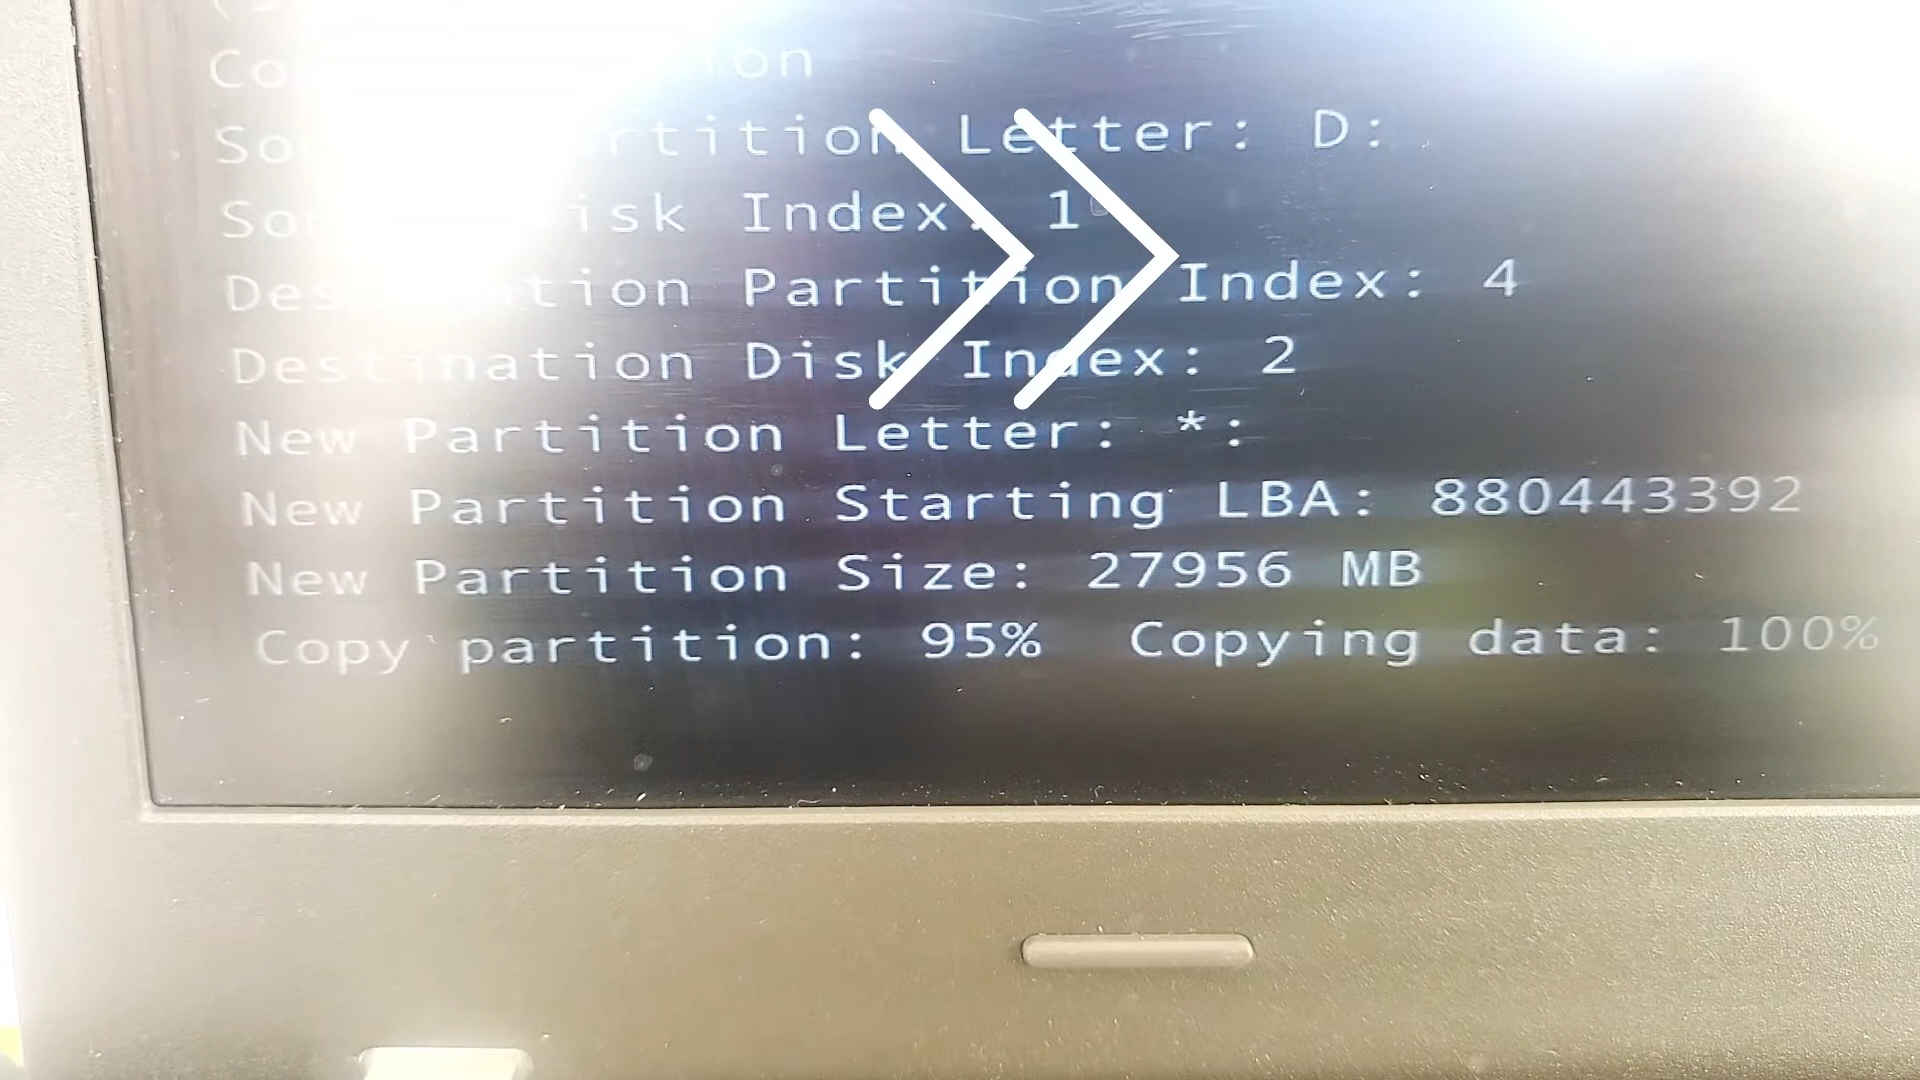 rtition Letter: D:
Index: 1
Partition Index: 4
Destination Disk Index: 2
New Partition Letter: *:
New Partition Starting LBA: 880443392
New Partition Size: 27956 MB
Copy partition: 95% Copying data: 100%